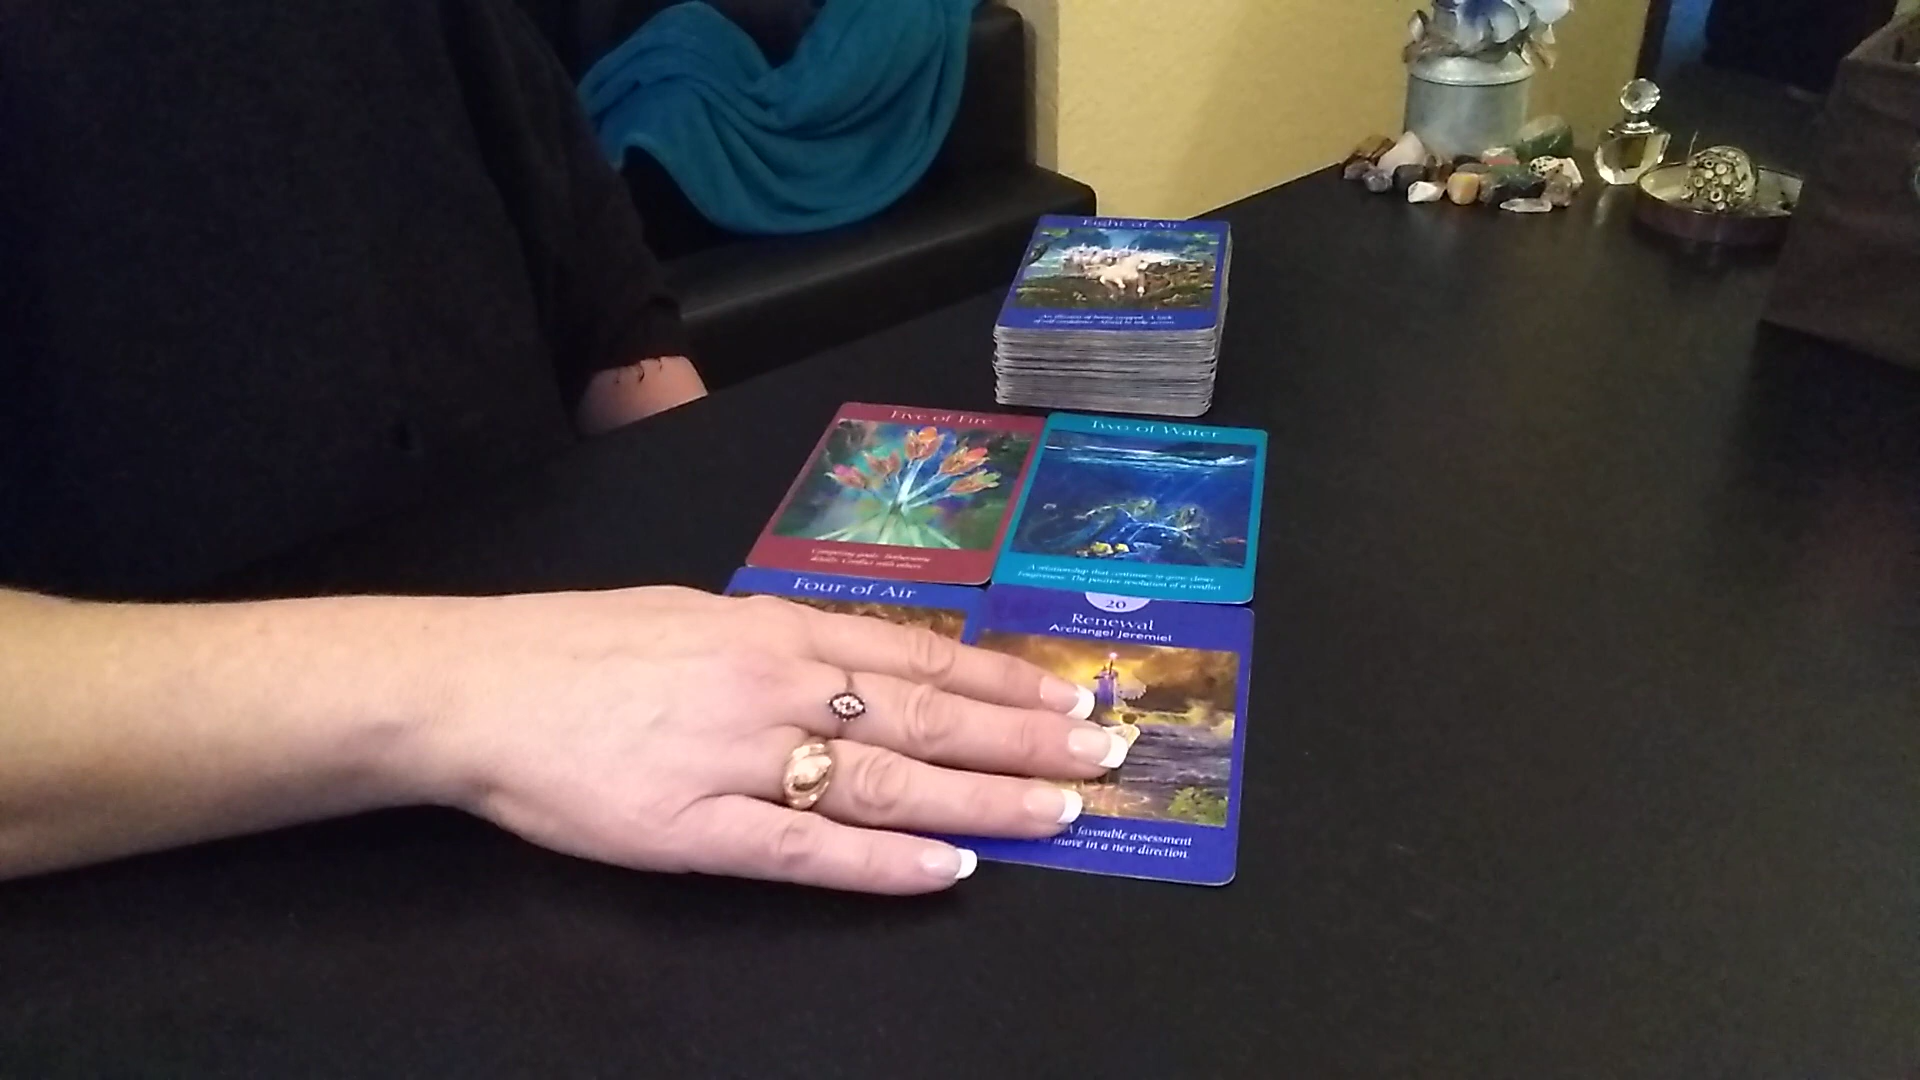 Eight of Air
An illusion of being trapped. A lack
of self-confidence. Afraid to take action.
Five of Fire
Competing goals. Bothersome
details. Conflict with others.
Two of Water
A relationship that continues to grow closer.
Forgiveness. The positive resolution of a conflict.
Four of Air
20
Renewal
Archangel Jeremiel
A favorable assessment
move in a new direction.